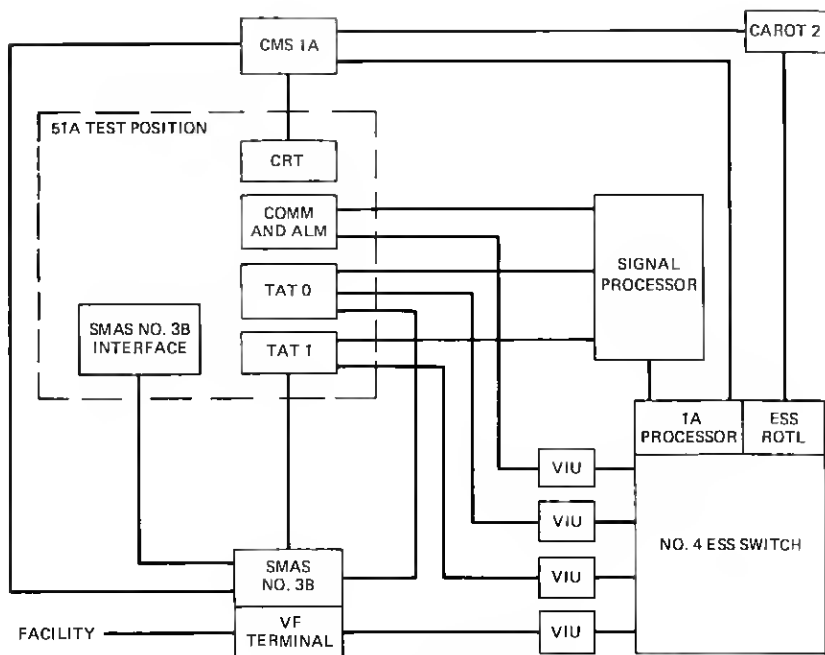 CMS 1A
CAROT 2
51A TEST POSITION
CRT
COMM
AND ALM
SIGNAL
PROCESSOR
TAT 0
SMAS NO. 3B
INTERFACE
TAT 1
1A
PROCESSOR
ESS
ROTL
VIU
VIU
NO. 4 ESS SWITCH
VIU
SMAS
NO. 3B
FACILITY
VF
TERMINAL
VIU